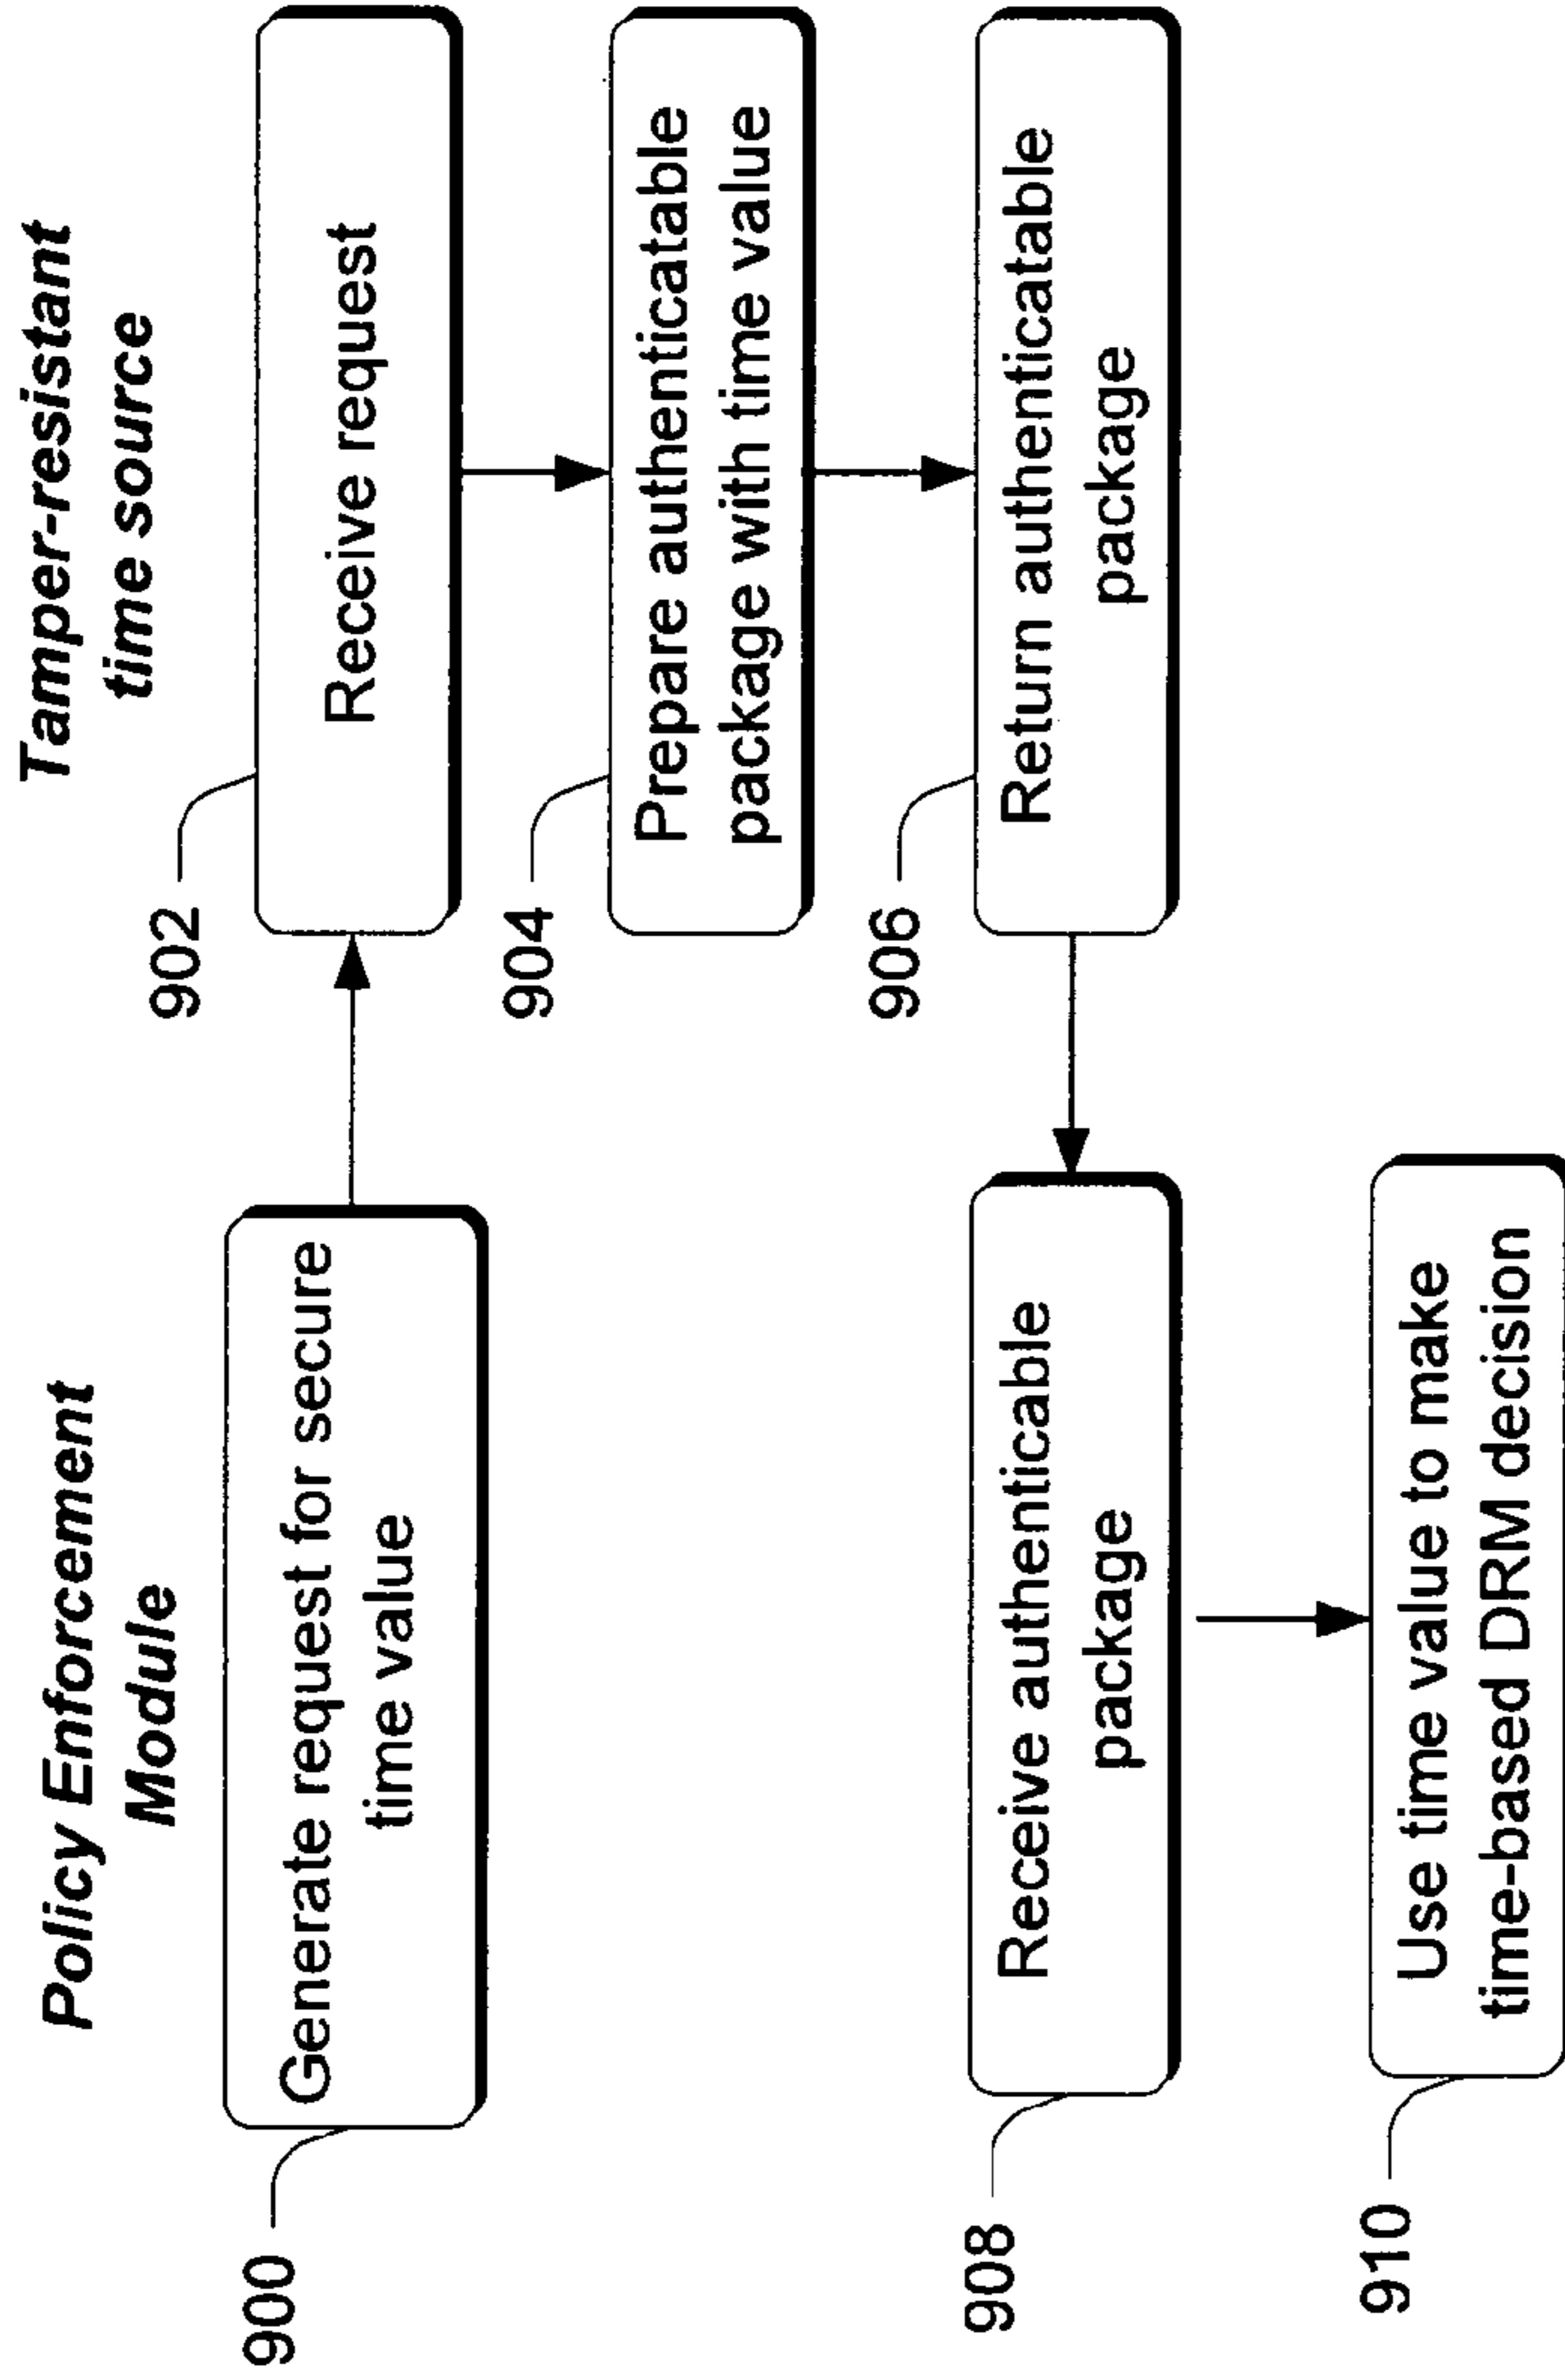 Policy Enforcement
Module
Tamper-resistant
time source
900
Generate request for secure
time value
902
Receive request
904
Prepare authenticatable
package with time value
906
Return authenticatable
package
908
Receive authenticable
package
910
Use time value to make
time-based DRM decision